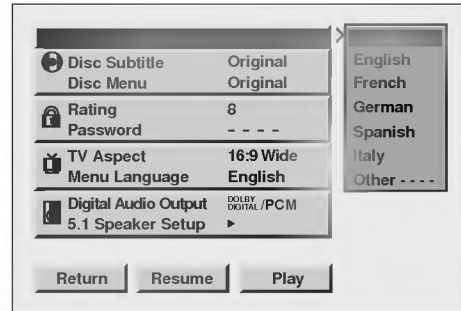 Disc Subtitle Original
Disc Menu Original
Rating 8
Password - - - -
TV Aspect 16:9 Wide
Menu Language English
Digital Audio Output DOLBY DIGITAL /PCM
5.1 Speaker Setup ►
English
French
German
Spanish
Italy
Other - - - -
Return Resume Play